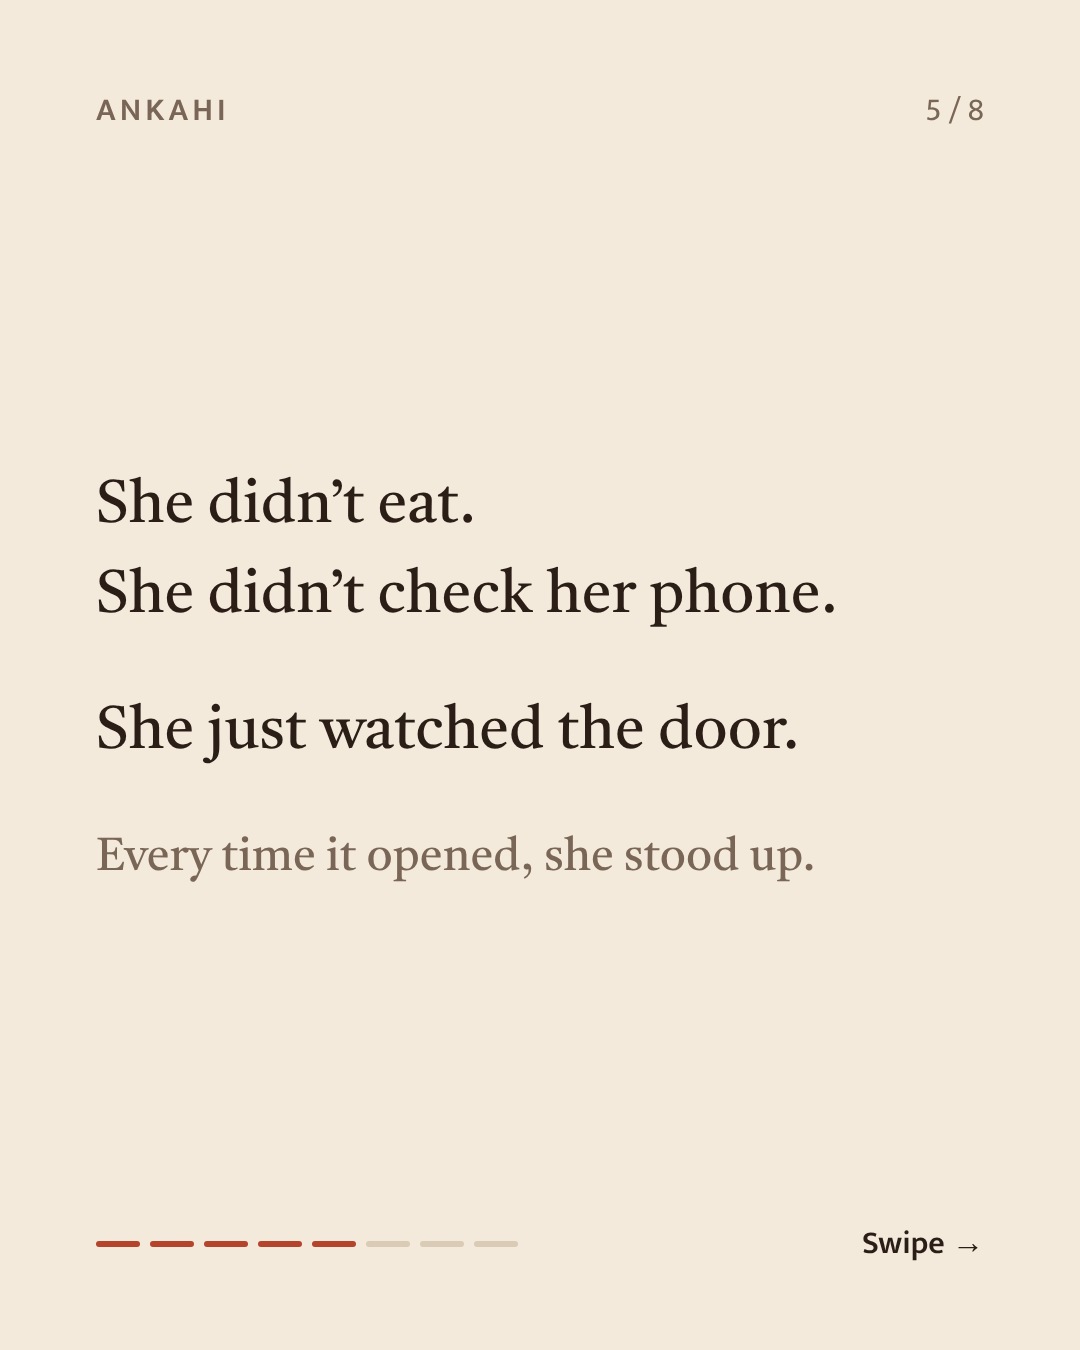 ANKAHI
5 / 8
She didn’t eat.
She didn’t check her phone.
She just watched the door.
Every time it opened, she stood up.
Swipe →